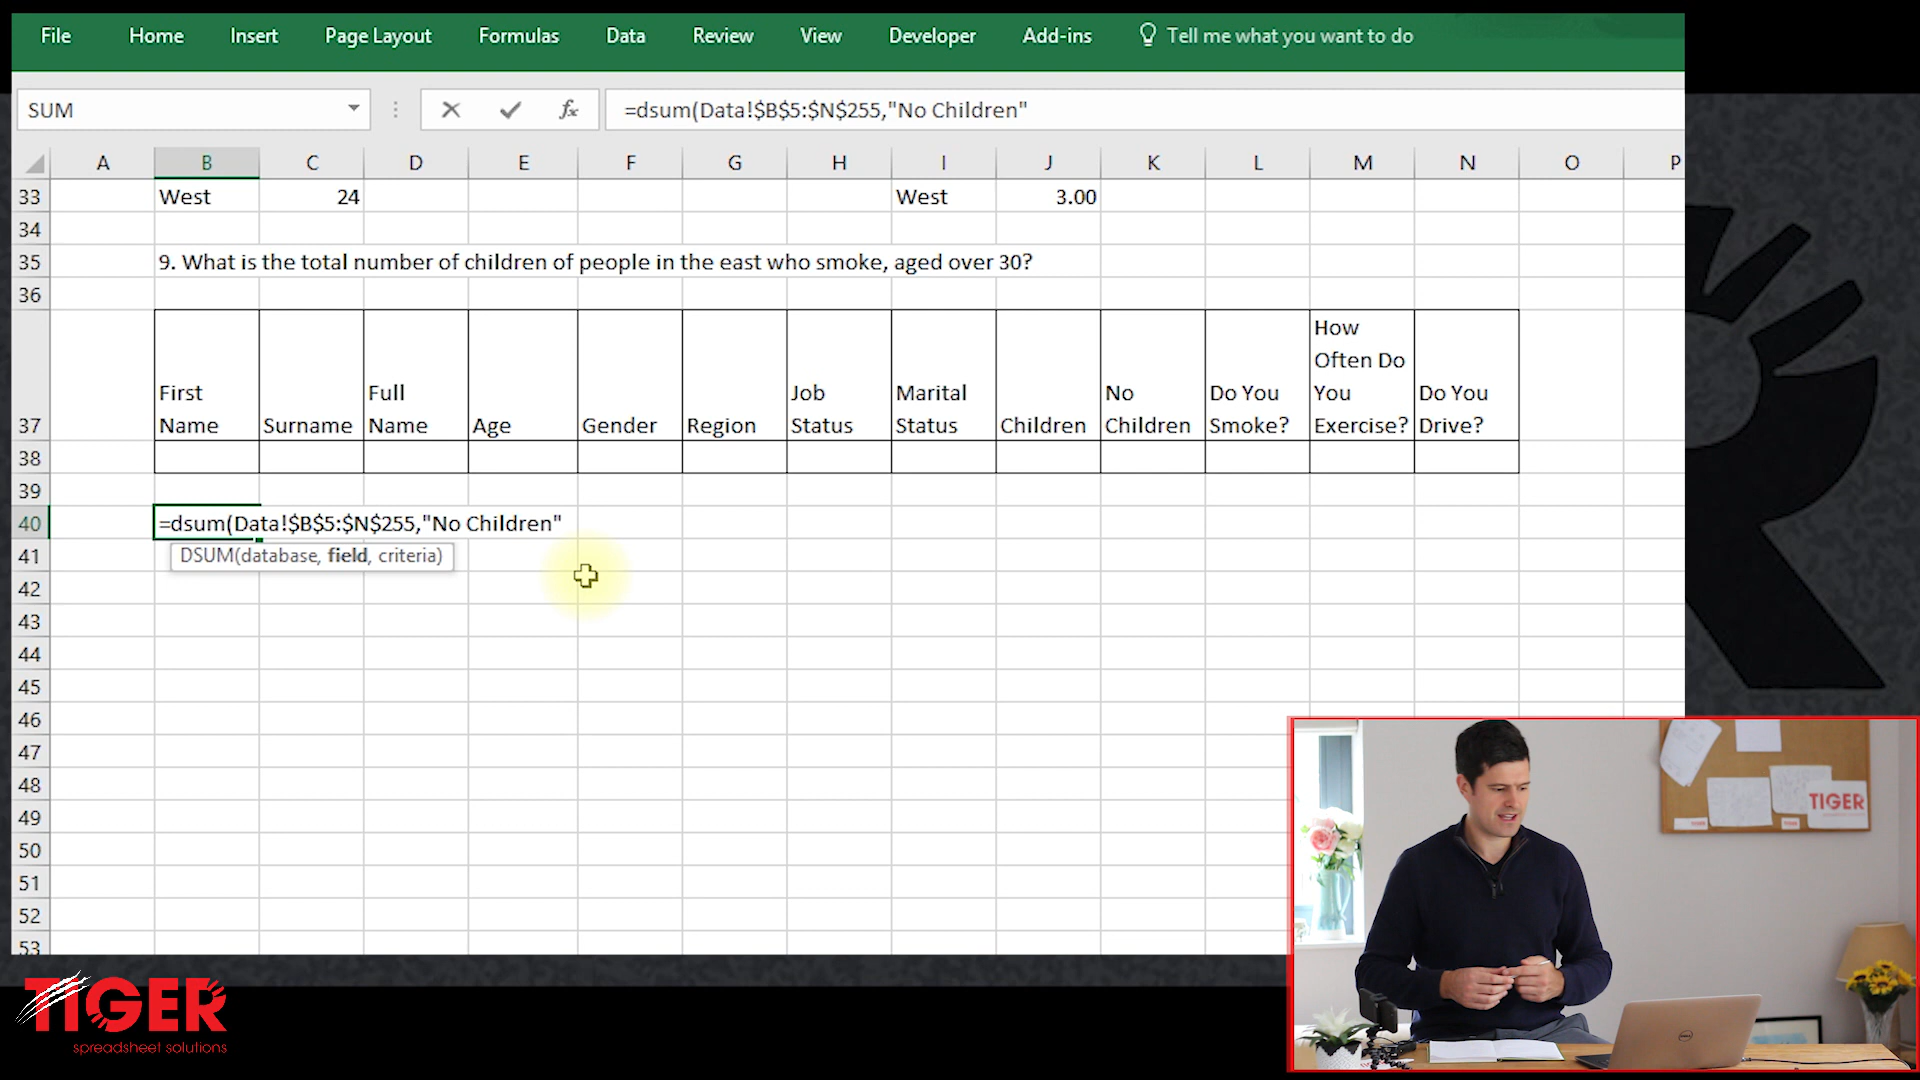 File Home Insert Page Layout Formulas Data Review View Developer Add-ins Tell me what you want to do
SUM fx =dsum(Data!$B$5:$N$255,"No Children"
A B C D E F G H I J K L M N O P
33 West 24 West 3.00
34
35 9. What is the total number of children of people in the east who smoke, aged over 30?
36
How
Often Do
First Full Job Marital No Do You You Do You
37 Name Surname Name Age Gender Region Status Status Children Children Smoke? Exercise? Drive?
38
39
40 =dsum(Data!$B$5:$N$255,"No Children"
41 DSUM(database, field, criteria)
42
43
44
45
46
47
48
49
50
51
52
53
TIGER
TIGER
spreadsheet solutions